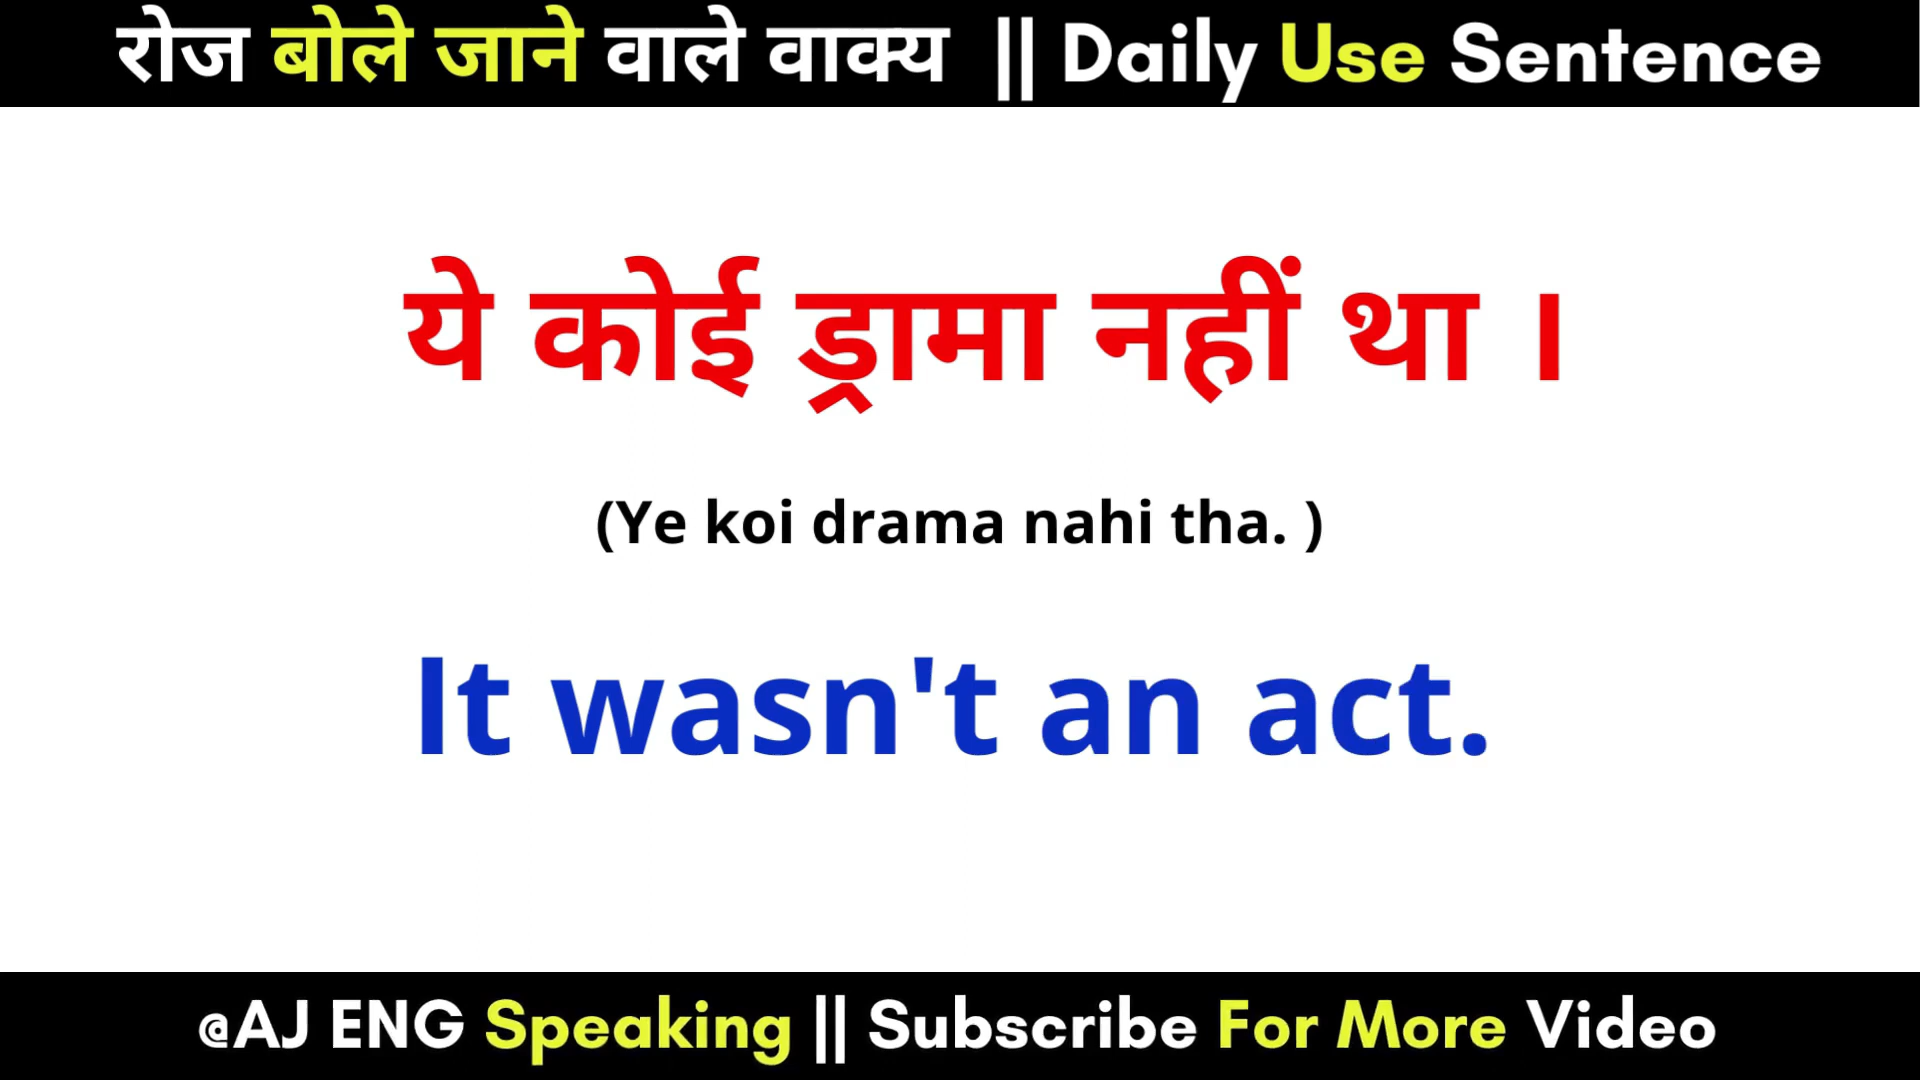 रोज बोले जाने वाले वाक्य || Daily Use Sentence
ये कोई ड्रामा नहीं था ।
(Ye koi drama nahi tha. )
It wasn't an act.
@AJ ENG Speaking || Subscribe For More Video